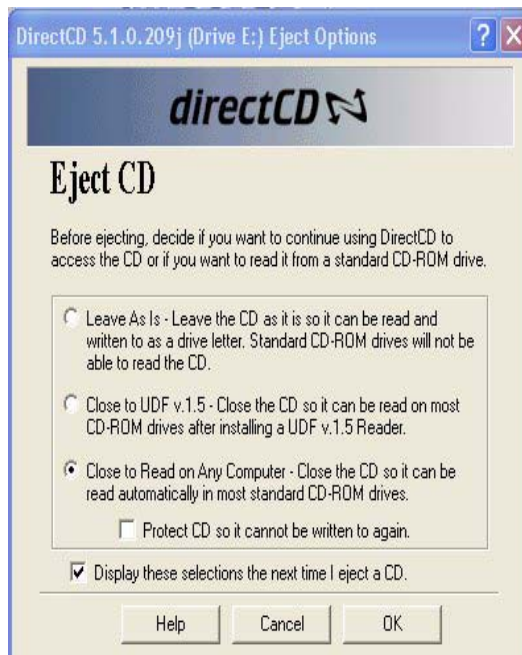 DirectCD 5.1.0.209j (Drive E:) Eject Options
directCD
Eject CD
Before ejecting, decide if you want to continue using DirectCD to
access the CD or if you want to read it from a standard CD-ROM drive.
Leave As Is - Leave the CD as it is so it can be read and
written to as a drive letter. Standard CD-ROM drives will not be
able to read the CD.
Close to UDF v.1.5 - Close the CD so it can be read on most
CD-ROM drives after installing a UDF v.1.5 Reader.
Close to Read on Any Computer - Close the CD so it can be
read automatically in most standard CD-ROM drives.
Protect CD so it cannot be written to again.
Display these selections the next time I eject a CD.
Help Cancel OK